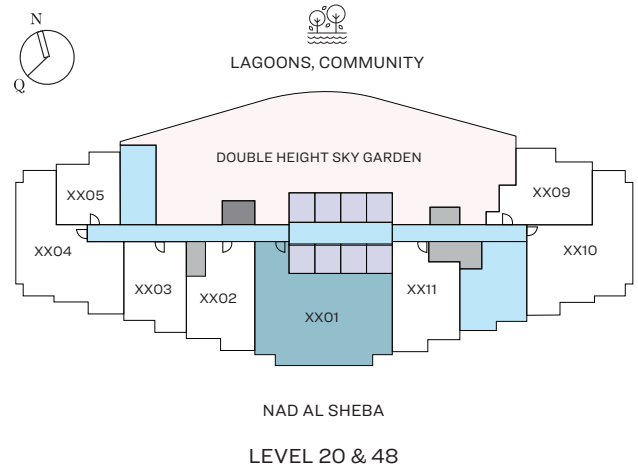 N
Q
LAGOONS, COMMUNITY
DOUBLE HEIGHT SKY GARDEN
XX05
XX09
XX04
XX10
XX03
XX02
XX11
XX01
NAD AL SHEBA
LEVEL 20 & 48